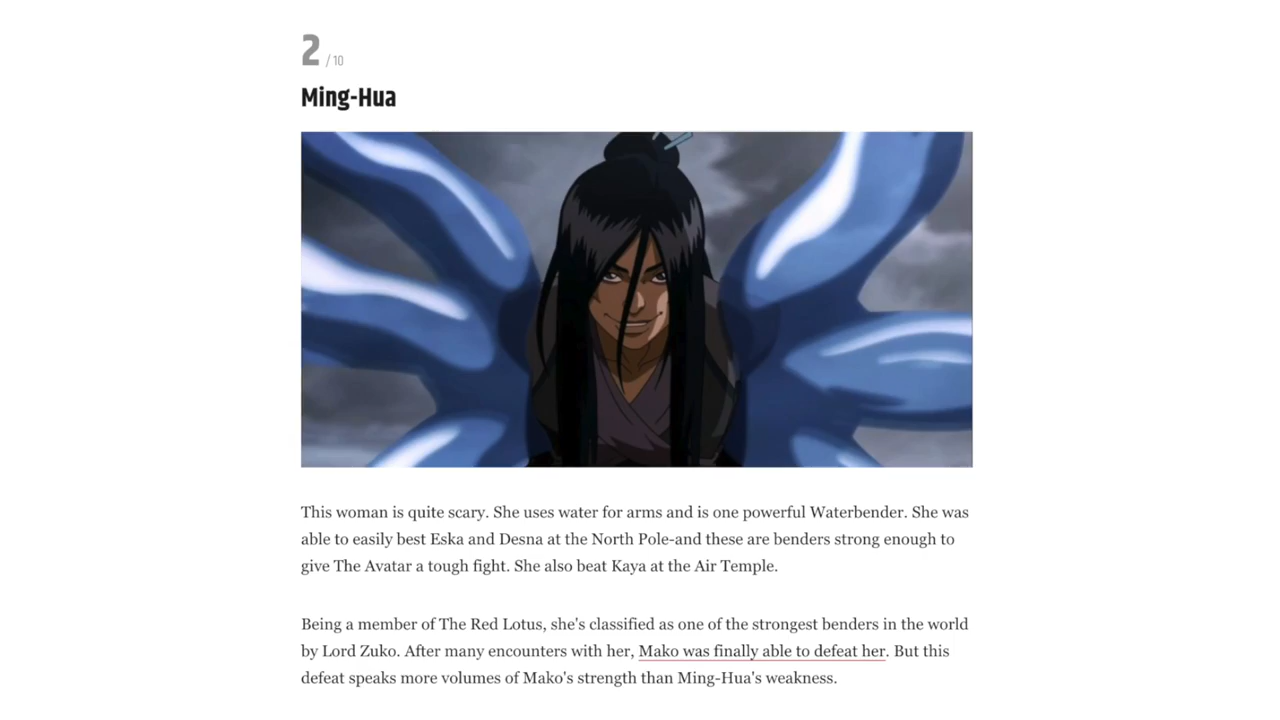 2 / 10
Ming-Hua
This woman is quite scary. She uses water for arms and is one powerful Waterbender. She was
able to easily best Eska and Desna at the North Pole-and these are benders strong enough to
give The Avatar a tough fight. She also beat Kaya at the Air Temple.
Being a member of The Red Lotus, she's classified as one of the strongest benders in the world
by Lord Zuko. After many encounters with her, Mako was finally able to defeat her. But this
defeat speaks more volumes of Mako's strength than Ming-Hua's weakness.